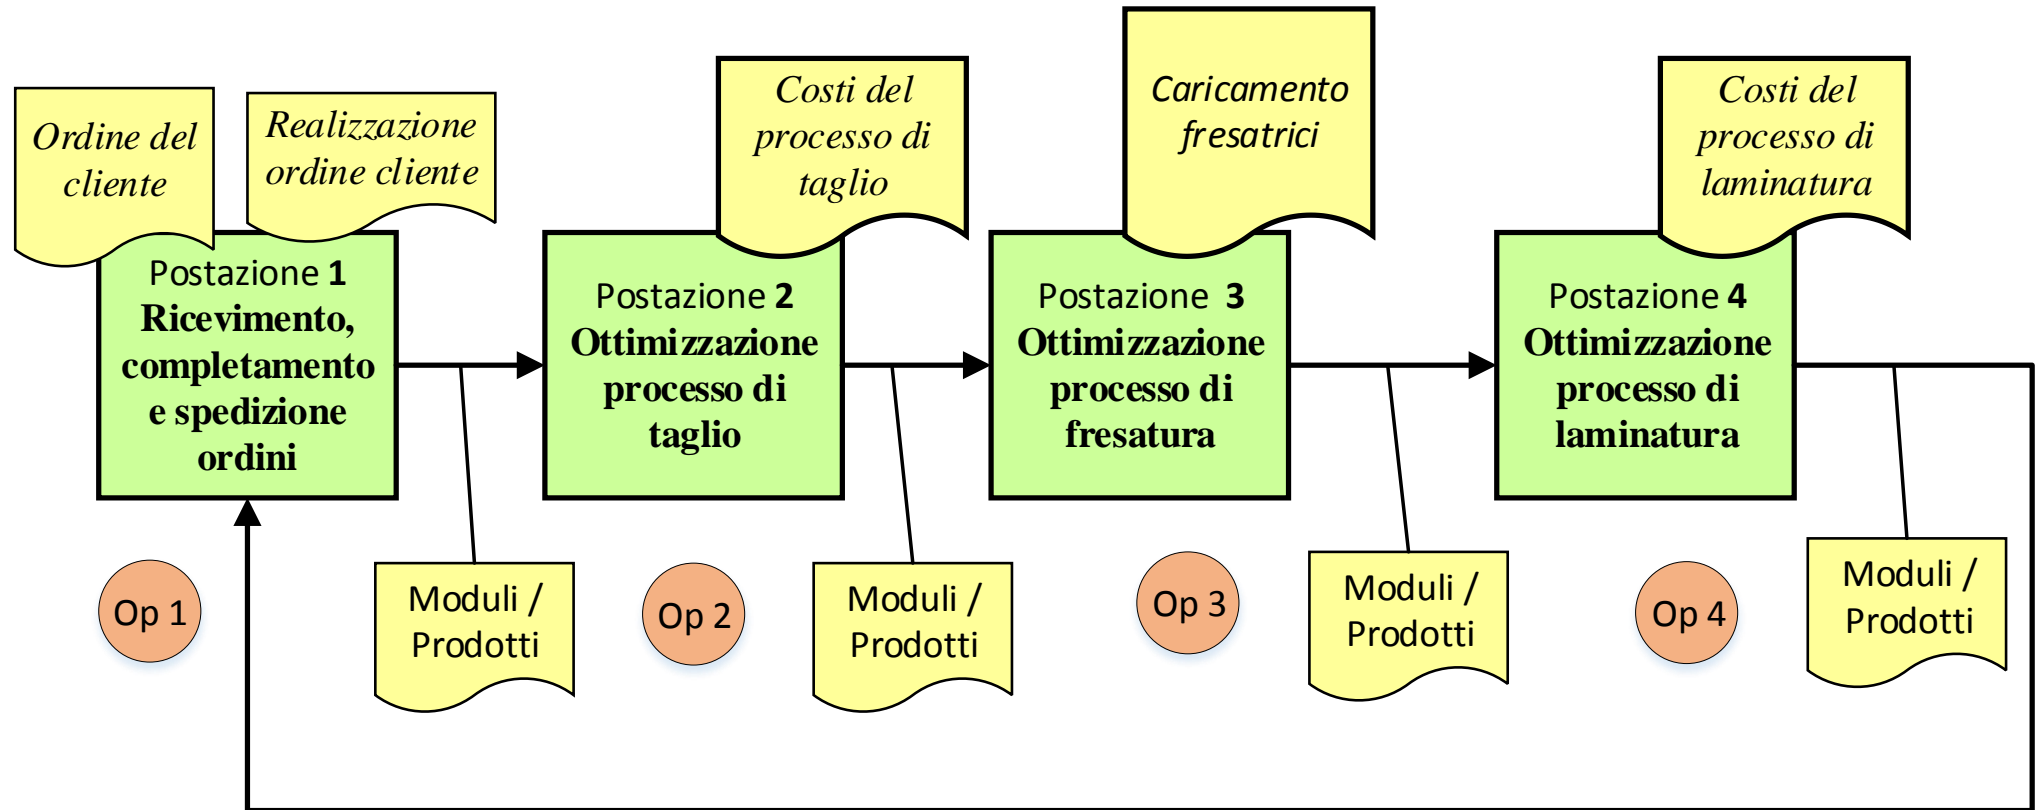 Ordine del
cliente
Realizzazione
ordine cliente
Costi del
processo di
taglio
Caricamento
fresatrici
Costi del
processo di
laminatura
Postazione 1
Ricevimento,
completamento
e spedizione
ordini
Postazione 2
Ottimizzazione
processo di
taglio
Postazione 3
Ottimizzazione
processo di
fresatura
Postazione 4
Ottimizzazione
processo di
laminatura
Op 1
Moduli /
Prodotti
Op 2
Moduli /
Prodotti
Op 3
Moduli /
Prodotti
Op 4
Moduli /
Prodotti